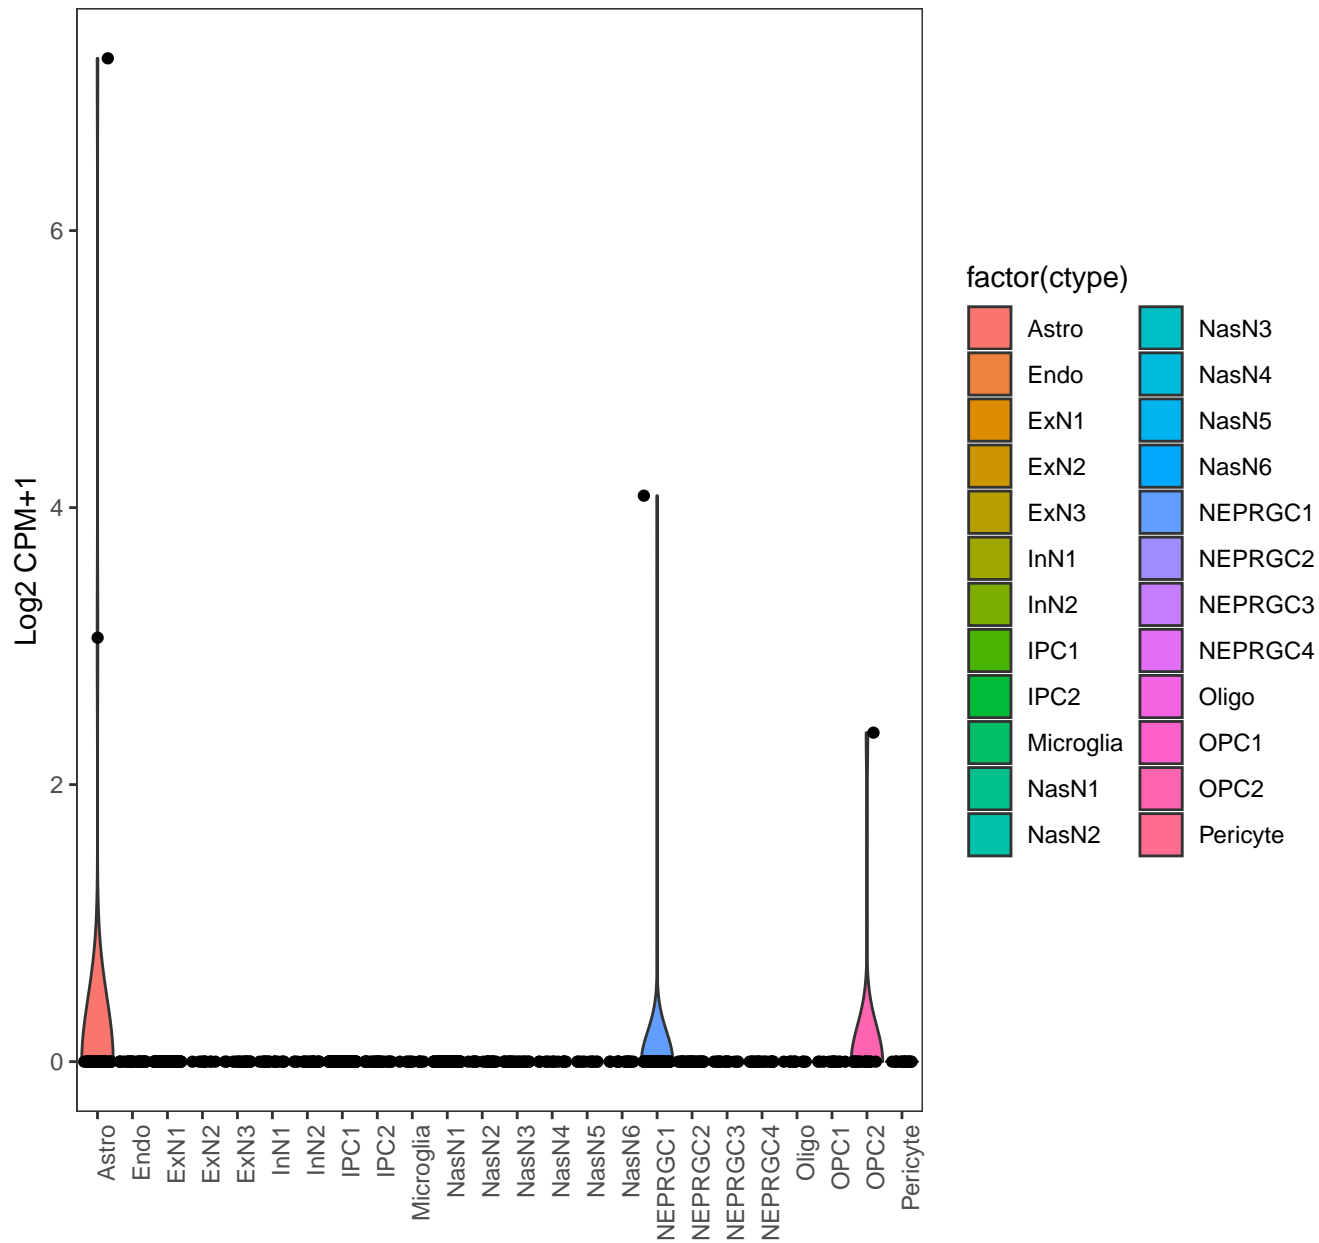 Log2 CPM+1
6
4
2
0
Astro
Endo
ExN1
ExN2
ExN3
InN1
InN2
IPC1
IPC2
Microglia
NasN1
NasN2
NasN3
NasN4
NasN5
NasN6
NEPRGC1
NEPRGC2
NEPRGC3
NEPRGC4
Oligo
OPC1
OPC2
Pericyte
factor(ctype)
Astro
Endo
ExN1
ExN2
ExN3
InN1
InN2
IPC1
IPC2
Microglia
NasN1
NasN2
NasN3
NasN4
NasN5
NasN6
NEPRGC1
NEPRGC2
NEPRGC3
NEPRGC4
Oligo
OPC1
OPC2
Pericyte